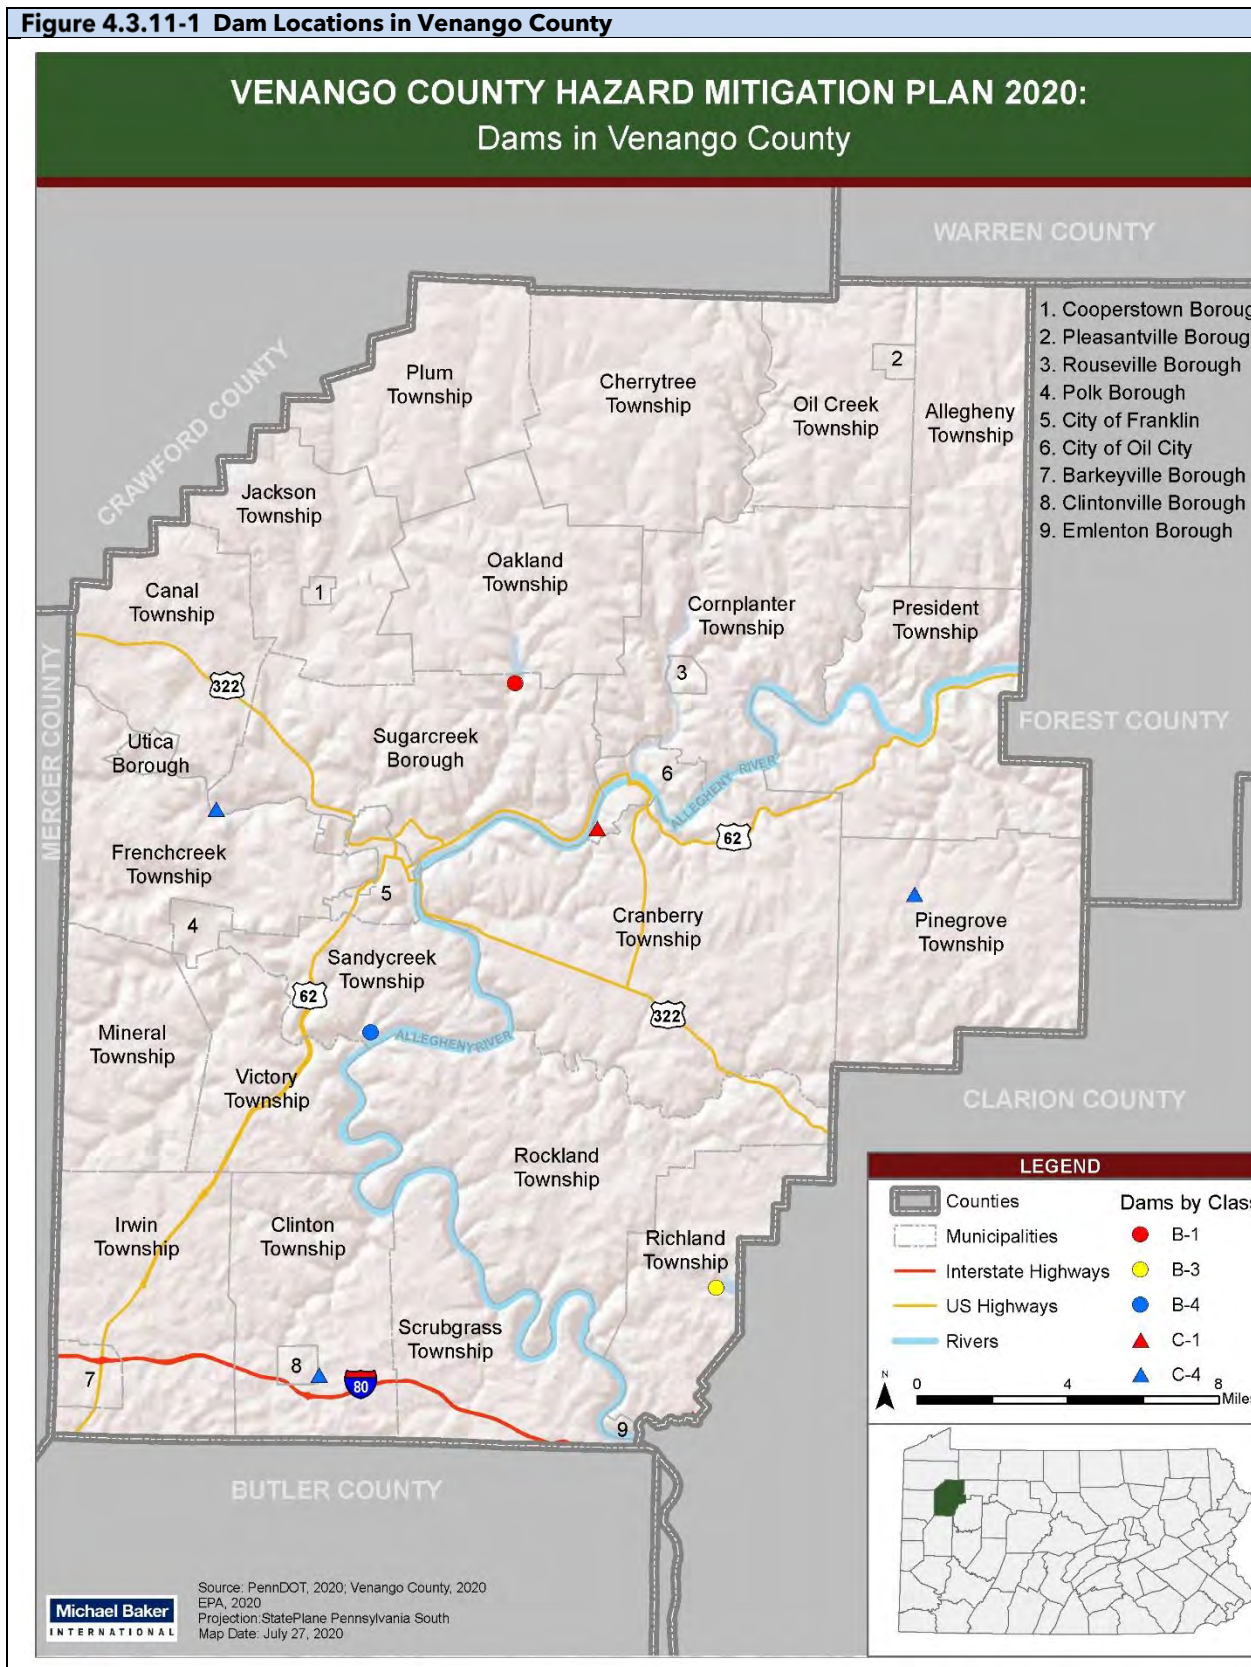 Figure 4.3.11-1 Dam Locations in Venango County
VENANGO COUNTY HAZARD MITIGATION PLAN 2020:
Dams in Venango County
WARREN COUNTY
CRAWFORD COUNTY
MERCER COUNTY
FOREST COUNTY
CLARION COUNTY
BUTLER COUNTY
1. Cooperstown Boroug
2. Pleasantville Boroug
3. Rouseville Borough
4. Polk Borough
5. City of Franklin
6. City of Oil City
7. Barkeyville Borough
8. Clintonville Borough
9. Emlenton Borough
Plum
Township
Cherrytree
Township
2
Oil Creek
Township
Allegheny
Township
Jackson
Township
Oakland
Township
Canal
Township
1
Cornplanter
Township
President
Township
322
3
Utica
Borough
Sugarcreek
Borough
6
ALLEGHENY RIVER
62
Frenchcreek
Township
5
4
Cranberry
Township
Pinegrove
Township
Sandycreek
Township
62
322
ALLEGHENY RIVER
Mineral
Township
Victory
Township
Rockland
Township
Irwin
Township
Clinton
Township
Richland
Township
Scrubgrass
Township
7
8
80
9
LEGEND
Counties
Municipalities
Interstate Highways
US Highways
Rivers
Dams by Class
B-1
B-3
B-4
C-1
C-4
N
0 4 8
Miles
Michael Baker
INTERNATIONAL
Source: PennDOT, 2020; Venango County, 2020
EPA, 2020
Projection:StatePlane Pennsylvania South
Map Date: July 27, 2020